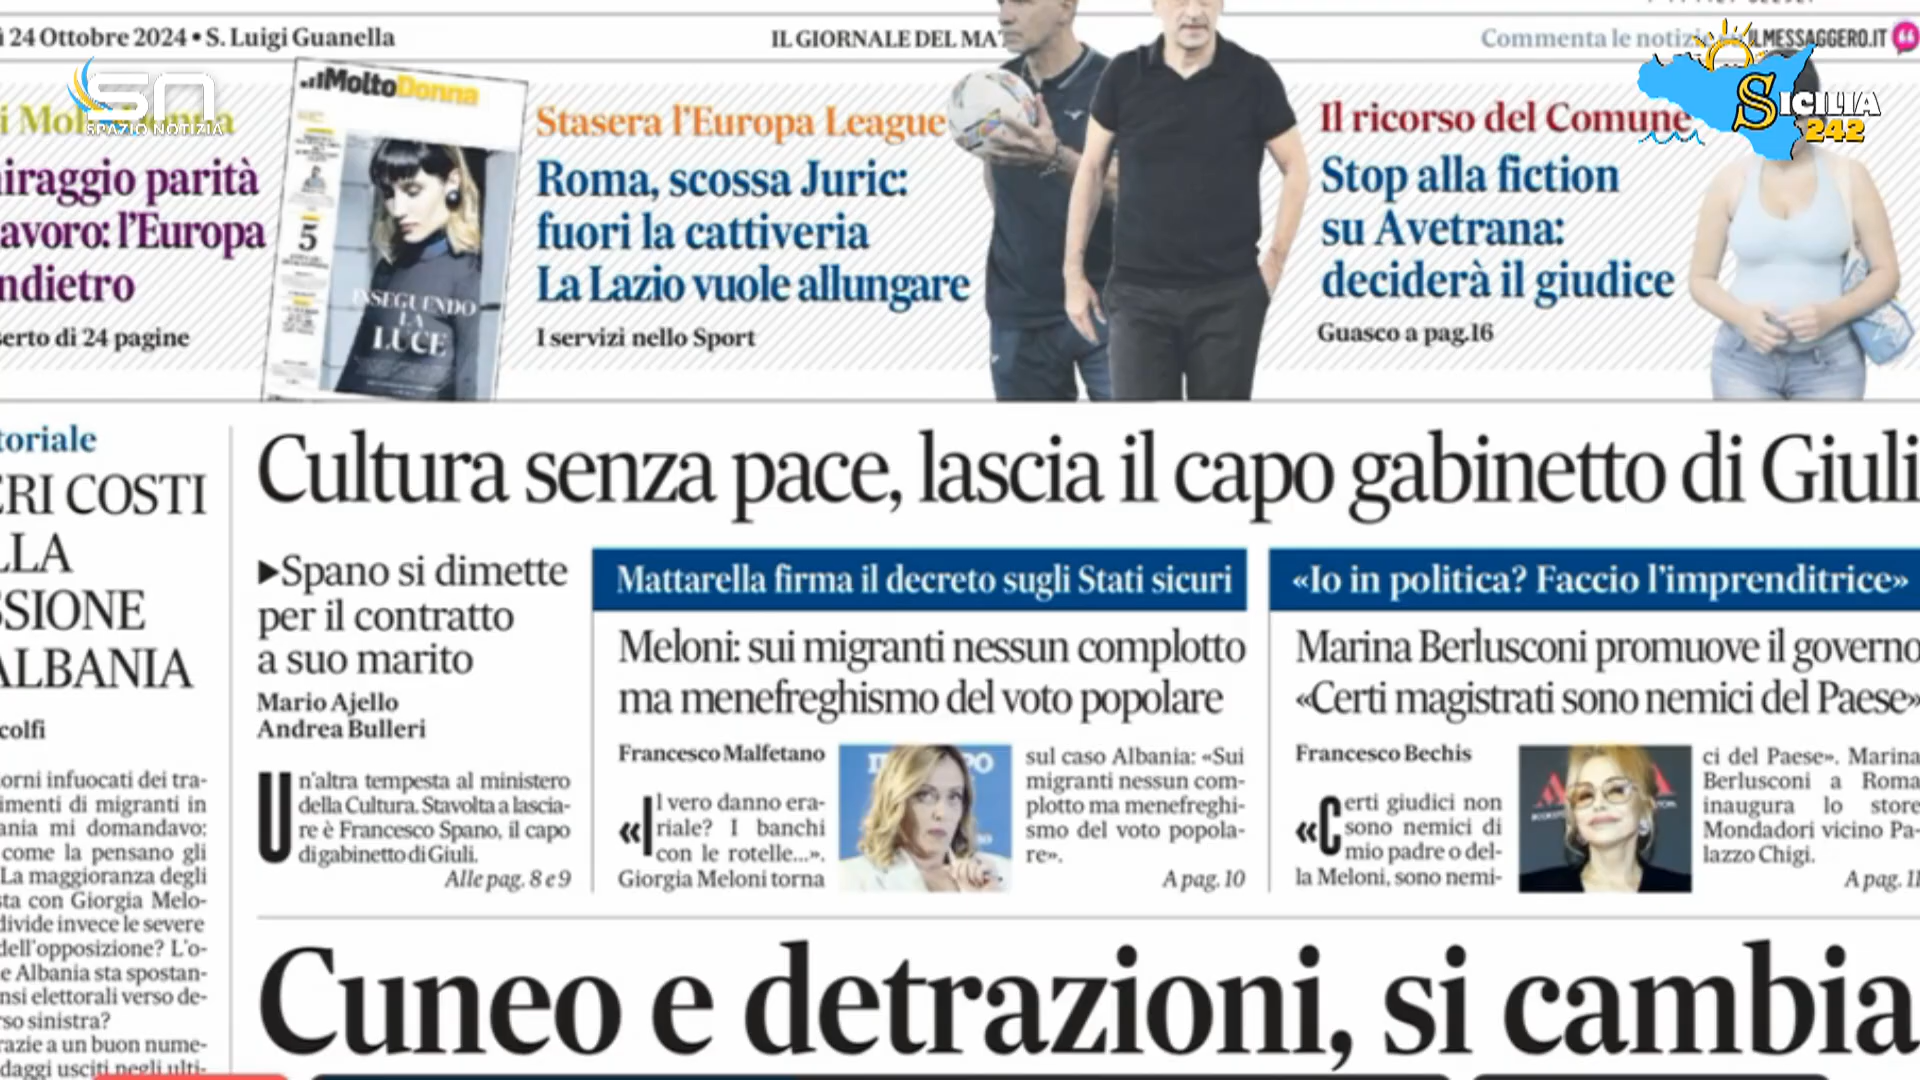 24 Ottobre 2024 • S. Luigi Guanella
IL GIORNALE DEL
Commenta le notizie
ILMESSAGGERO.IT
SN
SPAZIO NOTIZIA
SICILIA
242
MoltoDonna
5
INSEGUENDO
LA
LUCE
parità
l'Europa
di 24 pagine
Stasera l'Europa League
Roma, scossa Juric:
fuori la cattiveria
La Lazio vuole allungare
I servizi nello Sport
Il ricorso del Comune
Stop alla fiction
su Avetrana:
deciderà il giudice
Guasco a pag.16
toriale
ERI COSTI
LLA
SSIONE
ALBANIA
colfi
orni infuocati dei tra-
imenti di migranti in
ania mi domandavo:
come la pensano gli
La maggioranza degli
sta con Giorgia Melo-
divide invece le severe
dell'opposizione? L'o-
e Albania sta spostan-
nsi elettorali verso de-
rso sinistra?
razie a un buon nume-
daggi usciti negli ulti-
Cultura senza pace, lascia il capo gabinetto di Giuli
▶Spano si dimette
per il contratto
a suo marito
Mario Ajello
Andrea Bulleri
Un'altra tempesta al ministero
della Cultura. Stavolta a lascia-
re è Francesco Spano, il capo
di gabinetto di Giuli.
Alle pag. 8 e 9
Mattarella firma il decreto sugli Stati sicuri
Meloni: sui migranti nessun complotto
ma menefreghismo del voto popolare
Francesco Malfetano
«Il vero danno era-
riale? I banchi
con le rotelle...».
Giorgia Meloni torna
sul caso Albania: «Sui
migranti nessun com-
plotto ma menefreghi-
smo del voto popola-
re».
A pag. 10
«Io in politica? Faccio l'imprenditrice»
Marina Berlusconi promuove il governo
«Certi magistrati sono nemici del Paese»
Francesco Bechis
«Certi giudici non
sono nemici di
mio padre o del-
la Meloni, sono nemi-
ci del Paese». Marina
Berlusconi a Roma
inaugura lo store
Mondadori vicino Pa-
lazzo Chigi.
A pag. 11
Cuneo e detrazioni, si cambia